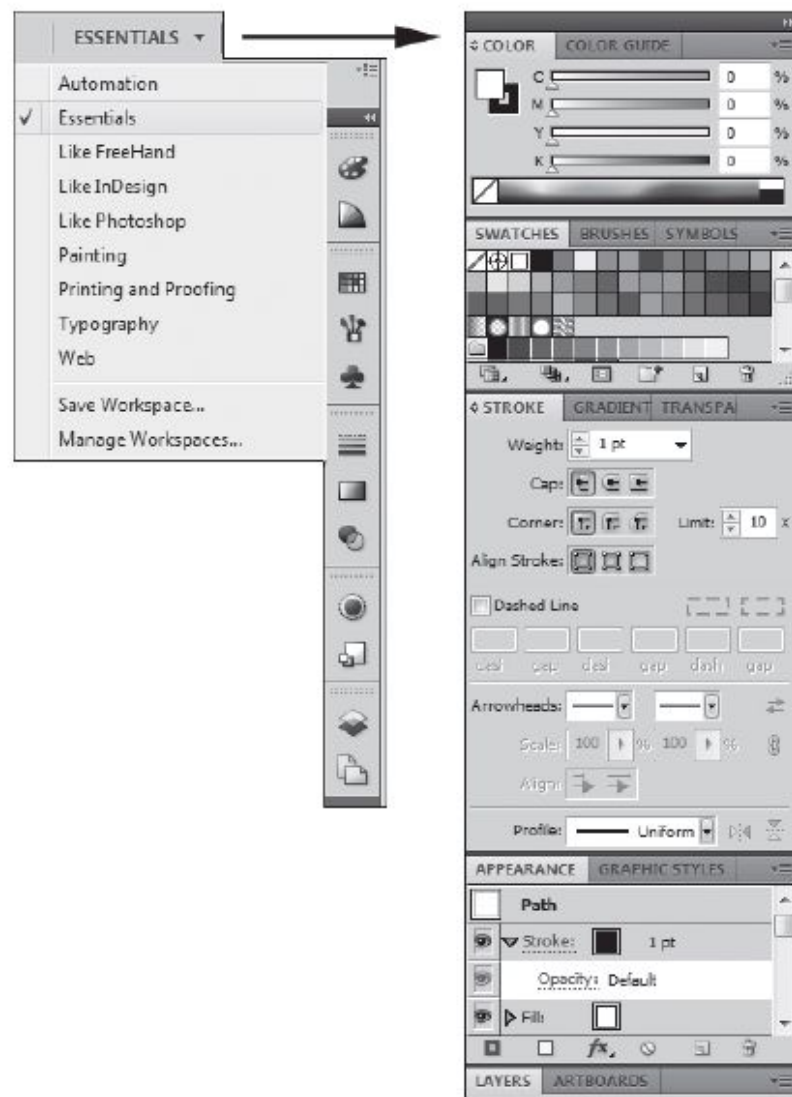 ESSENTIALS
Automation
Essentials
Like FreeHand
Like InDesign
Like Photoshop
Painting
Printing and Proofing
Typography
Web
Save Workspace...
Manage Workspaces...
COLOR COLOR GUIDE
C 0 %
M 0 %
Y 0 %
K 0 %
SWATCHES BRUSHES SYMBOLS
STROKE GRADIENT TRANSPA
Weight: 1 pt
Cap:
Corner: Limit: 10 x
Align Stroke:
Dashed Line
dash gap dash gap dash gap
Arrowheads:
Scale: 100 % 100 %
Align:
Profile: Uniform
APPEARANCE GRAPHIC STYLES
Path
Stroke: 1 pt
Opacity: Default
Fill:
fx
LAYERS ARTBOARDS